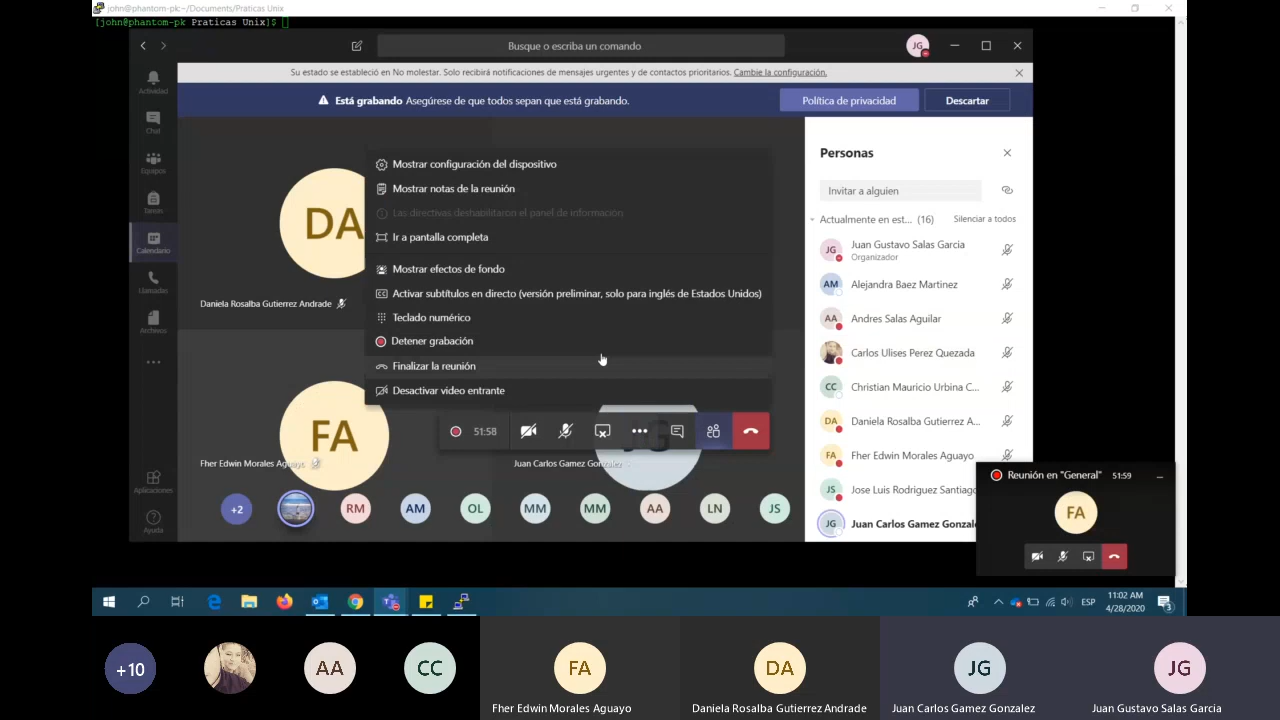 john@phantom-pk:~/Documents/Praticas Unix
[john@phantom-pk Praticas Unix]$
Busque o escriba un comando
JG
Su estado se estableció en No molestar. Solo recibirá notificaciones de mensajes urgentes y de contactos prioritarios. Cambie la configuración.
Está grabando Asegúrese de que todos sepan que está grabando.
Política de privacidad
Descartar
Actividad
Chat
Equipos
Tareas
Calendario
Llamadas
Archivos
Aplicaciones
Ayuda
DA
Daniela Rosalba Gutierrez Andrade
Mostrar configuración del dispositivo
Mostrar notas de la reunión
Las directivas deshabilitaron el panel de información
Ir a pantalla completa
Mostrar efectos de fondo
CC Activar subtítulos en directo (versión preliminar, solo para inglés de Estados Unidos)
Teclado numérico
Detener grabación
Finalizar la reunión
Desactivar video entrante
51:58
FA
Fher Edwin Morales Aguayo
JG
Juan Carlos Gamez Gonzalez
+2
RM
AM
OL
MM
MM
AA
LN
JS
Personas
Invitar a alguien
Actualmente en est... (16)
Silenciar a todos
JG Juan Gustavo Salas Garcia
Organizador
AM Alejandra Baez Martinez
AA Andres Salas Aguilar
Carlos Ulises Perez Quezada
CC Christian Mauricio Urbina C...
DA Daniela Rosalba Gutierrez A...
FA Fher Edwin Morales Aguayo
JS Jose Luis Rodriguez Santiago
JG Juan Carlos Gamez Gonzale
Reunión en "General" 51:59
FA
ESP
11:02 AM
4/28/2020
3
+10
AA
CC
FA
Fher Edwin Morales Aguayo
DA
Daniela Rosalba Gutierrez Andrade
JG
Juan Carlos Gamez Gonzalez
JG
Juan Gustavo Salas Garcia